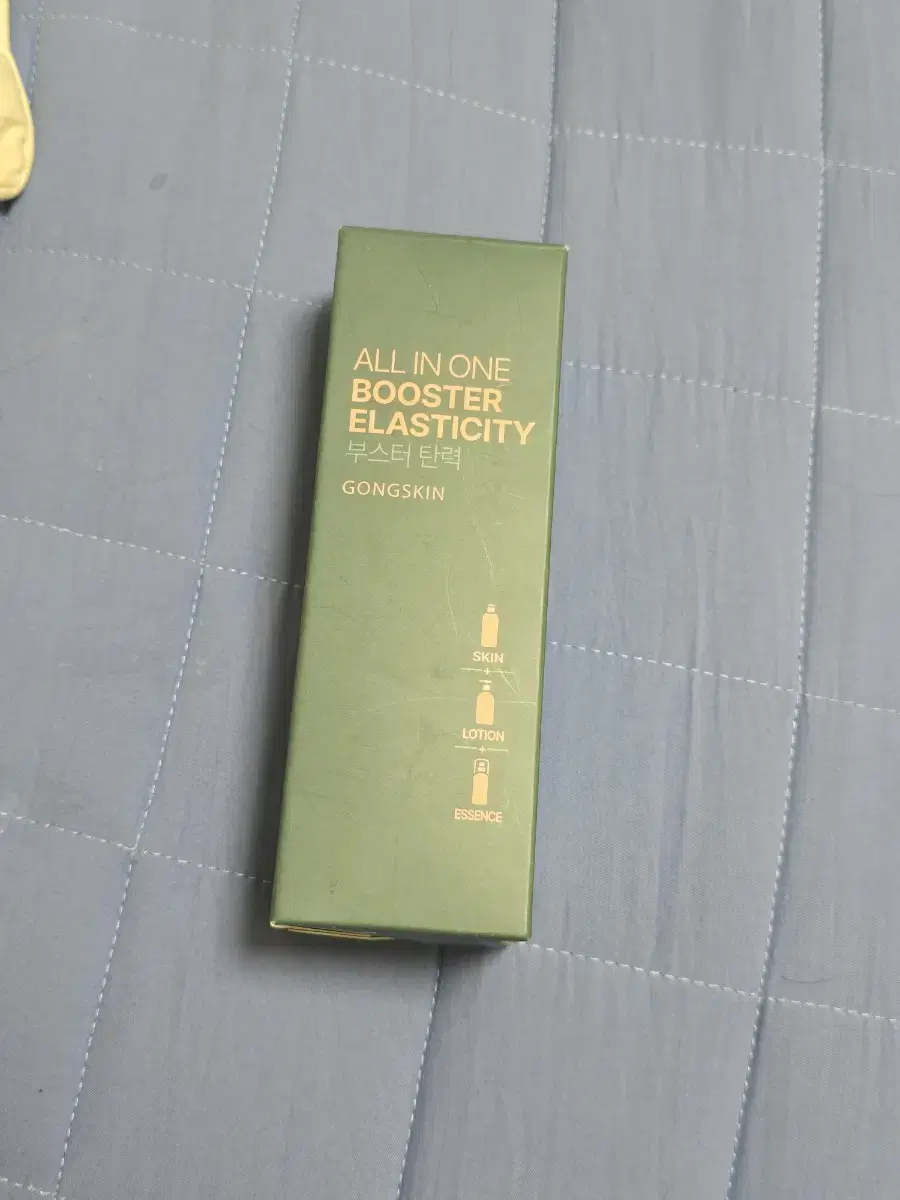 ALL IN ONE
BOOSTER
ELASTICITY
부스터 탄력
GONGSKIN
SKIN
+
LOTION
+
ESSENCE